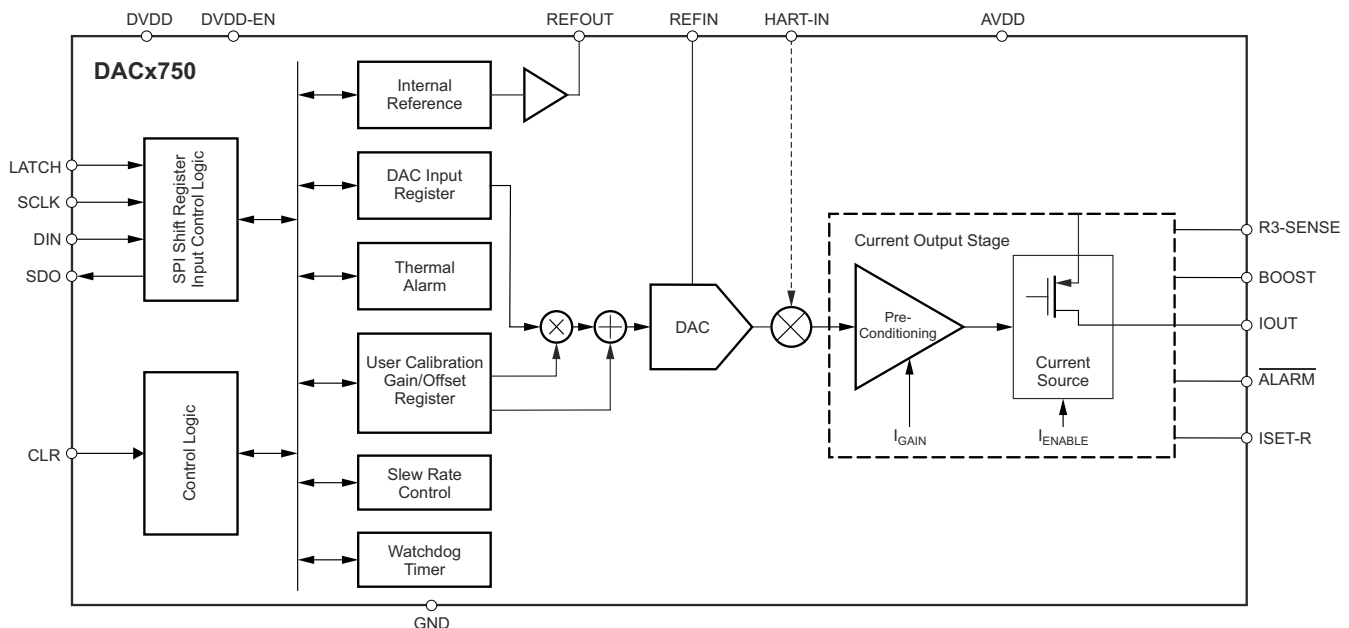 DVDD
DVDD-EN
REFOUT
REFIN
HART-IN
AVDD
DACx750
LATCH
SCLK
DIN
SDO
CLR
SPI Shift Register
Input Control Logic
Control Logic
Internal
Reference
DAC Input
Register
Thermal
Alarm
User Calibration
Gain/Offset
Register
Slew Rate
Control
Watchdog
Timer
×
+
DAC
×
Current Output Stage
Pre-
Conditioning
Current
Source
IGAIN
IENABLE
R3-SENSE
BOOST
IOUT
ALARM
ISET-R
GND